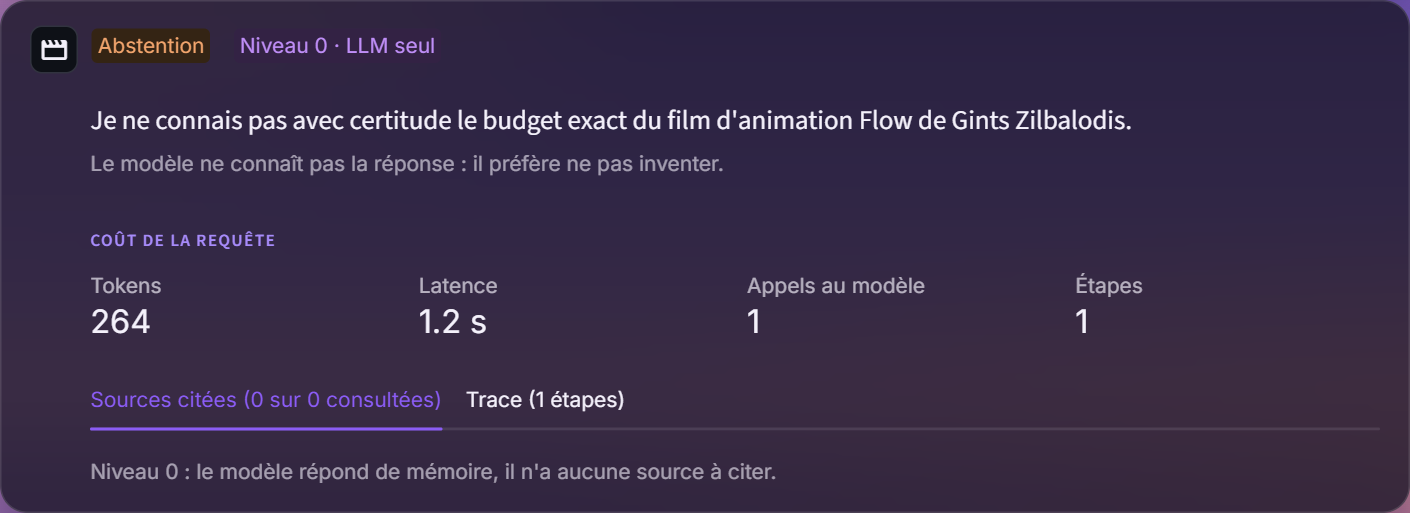 Abstention Niveau 0 · LLM seul
Je ne connais pas avec certitude le budget exact du film d'animation Flow de Gints Zilbalodis.
Le modèle ne connaît pas la réponse : il préfère ne pas inventer.
COÛT DE LA REQUÊTE
Tokens Latence Appels au modèle Étapes
264 1.2 s 1 1
Sources citées (0 sur 0 consultées) Trace (1 étapes)
Niveau 0 : le modèle répond de mémoire, il n'a aucune source à citer.